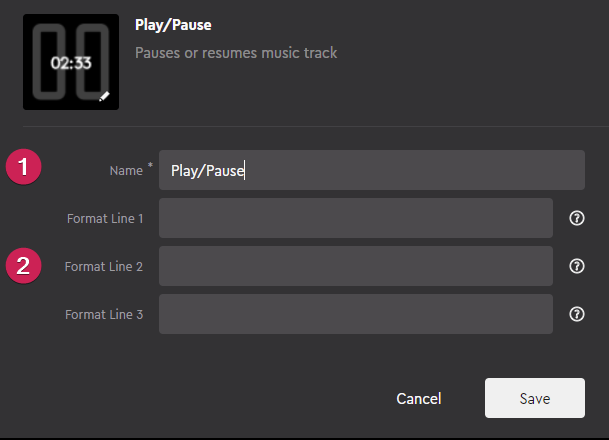 Play/Pause
Pauses or resumes music track
02:33
1 Name * Play/Pause
Format Line 1 ?
2 Format Line 2 ?
Format Line 3 ?
Cancel Save